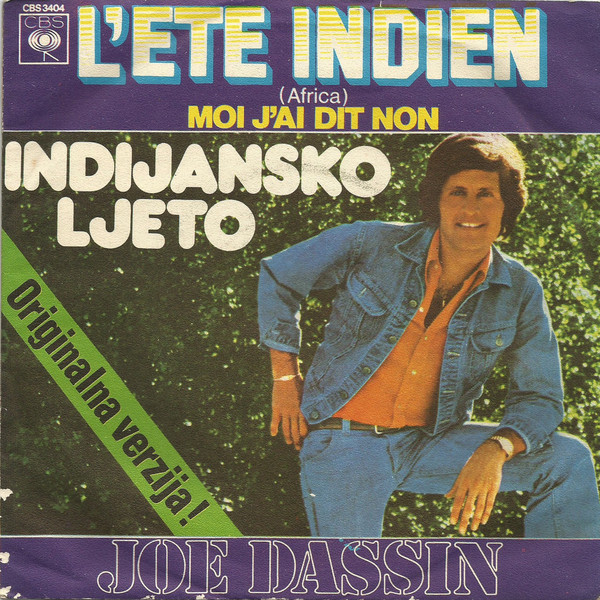 CBS 3404
CBS
L'ETE INDIEN
(Africa)
MOI J'AI DIT NON
INDIJANSKO
LJETO
Originalna verzija!
JOE DASSIN